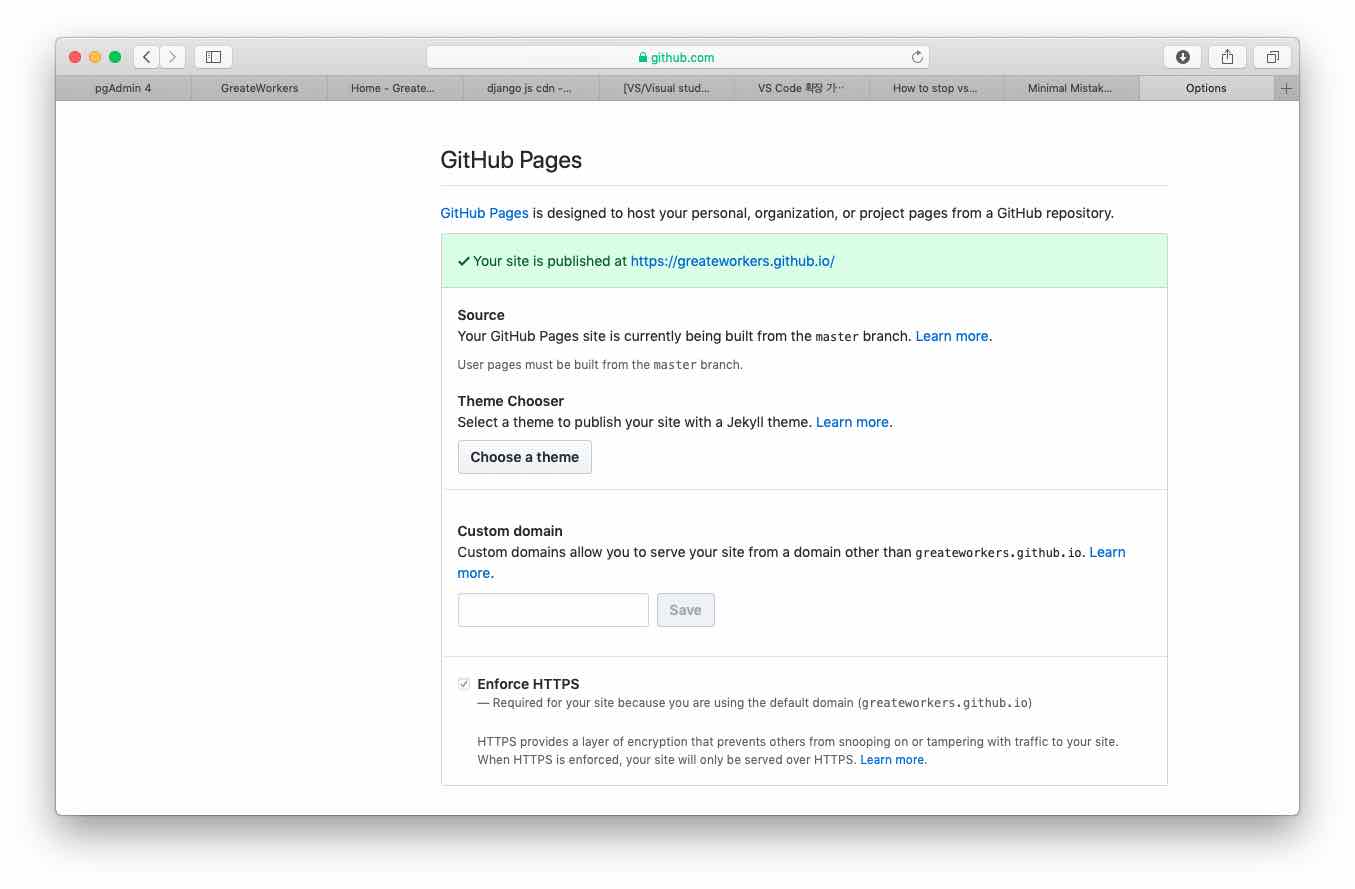 github.com
pgAdmin 4
GreateWorkers
Home - Greate...
django js cdn -...
[VS/Visual stud...
VS Code 확장 가…
How to stop vs...
Minimal Mistak...
Options
GitHub Pages
GitHub Pages is designed to host your personal, organization, or project pages from a GitHub repository.
Your site is published at https://greateworkers.github.io/
Source
Your GitHub Pages site is currently being built from the master branch. Learn more.
User pages must be built from the master branch.
Theme Chooser
Select a theme to publish your site with a Jekyll theme. Learn more.
Choose a theme
Custom domain
Custom domains allow you to serve your site from a domain other than greateworkers.github.io. Learn
more.
Save
Enforce HTTPS
— Required for your site because you are using the default domain (greateworkers.github.io)
HTTPS provides a layer of encryption that prevents others from snooping on or tampering with traffic to your site.
When HTTPS is enforced, your site will only be served over HTTPS. Learn more.